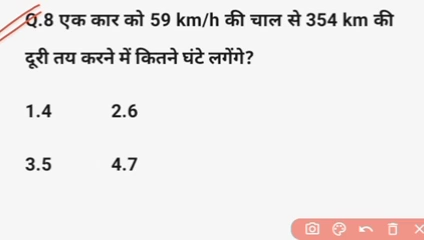 Q.8 एक कार को 59 km/h की चाल से 354 km की
दूरी तय करने में कितने घंटे लगेंगे?
1.4 2.6
3.5 4.7